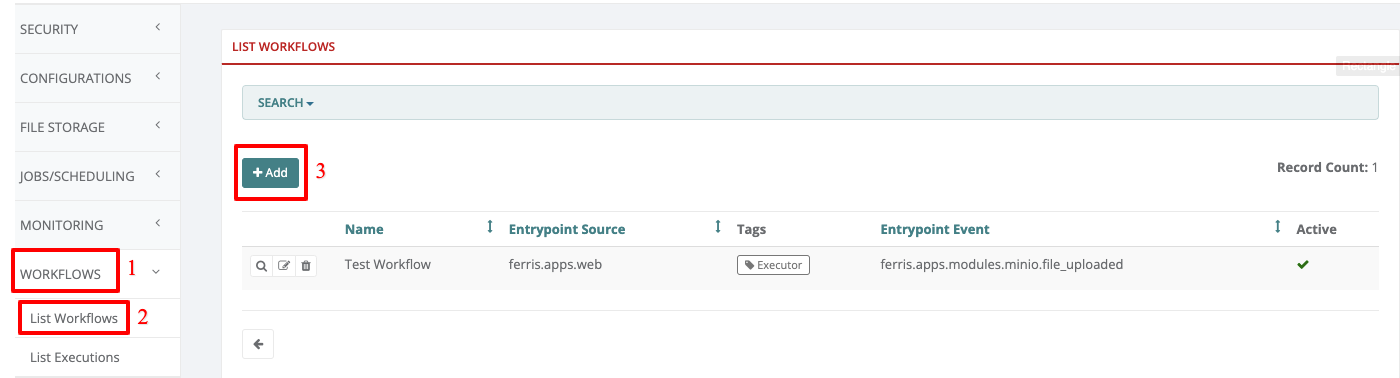 SECURITY
CONFIGURATIONS
FILE STORAGE
JOBS/SCHEDULING
MONITORING
WORKFLOWS 1
List Workflows 2
List Executions
LIST WORKFLOWS
SEARCH
+ Add 3
Record Count: 1
Name Entrypoint Source Tags Entrypoint Event Active
Test Workflow ferris.apps.web Executor ferris.apps.modules.minio.file_uploaded